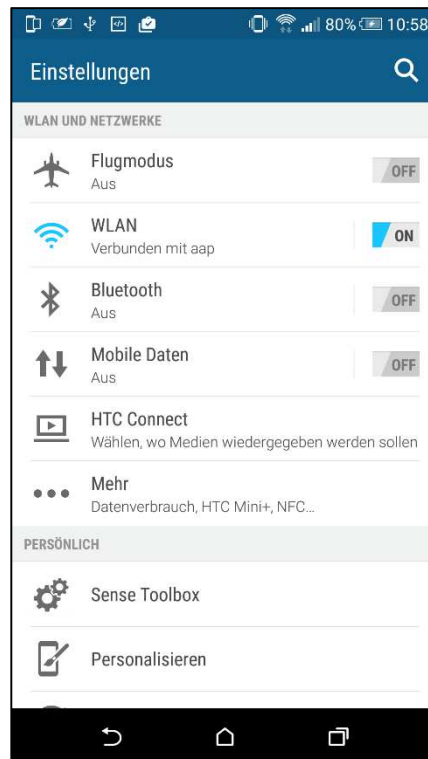 80% 10:58
Einstellungen
WLAN UND NETZWERKE
Flugmodus
Aus
OFF
WLAN
Verbunden mit aap
ON
Bluetooth
Aus
OFF
Mobile Daten
Aus
OFF
HTC Connect
Wählen, wo Medien wiedergegeben werden sollen
Mehr
Datenverbrauch, HTC Mini+, NFC...
PERSÖNLICH
Sense Toolbox
Personalisieren